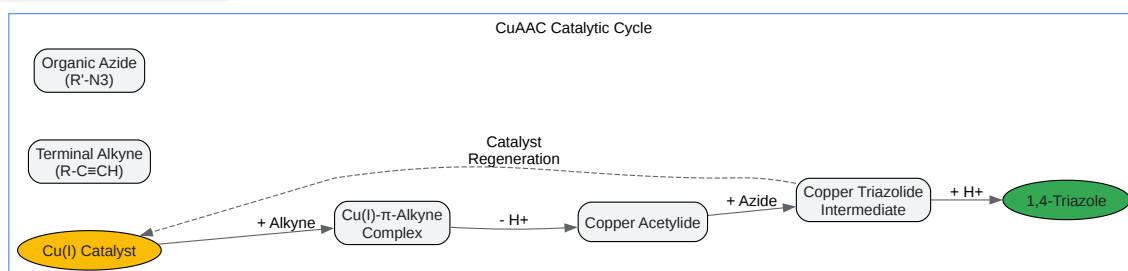 CuAAC Catalytic Cycle
Organic Azide
(R'-N3)
Terminal Alkyne
(R-C≡CH)
Catalyst
Regeneration
Cu(I) Catalyst
+ Alkyne
Cu(I)-π-Alkyne
Complex
- H+
Copper Acetylide
+ Azide
Copper Triazolide
Intermediate
+ H+
1,4-Triazole